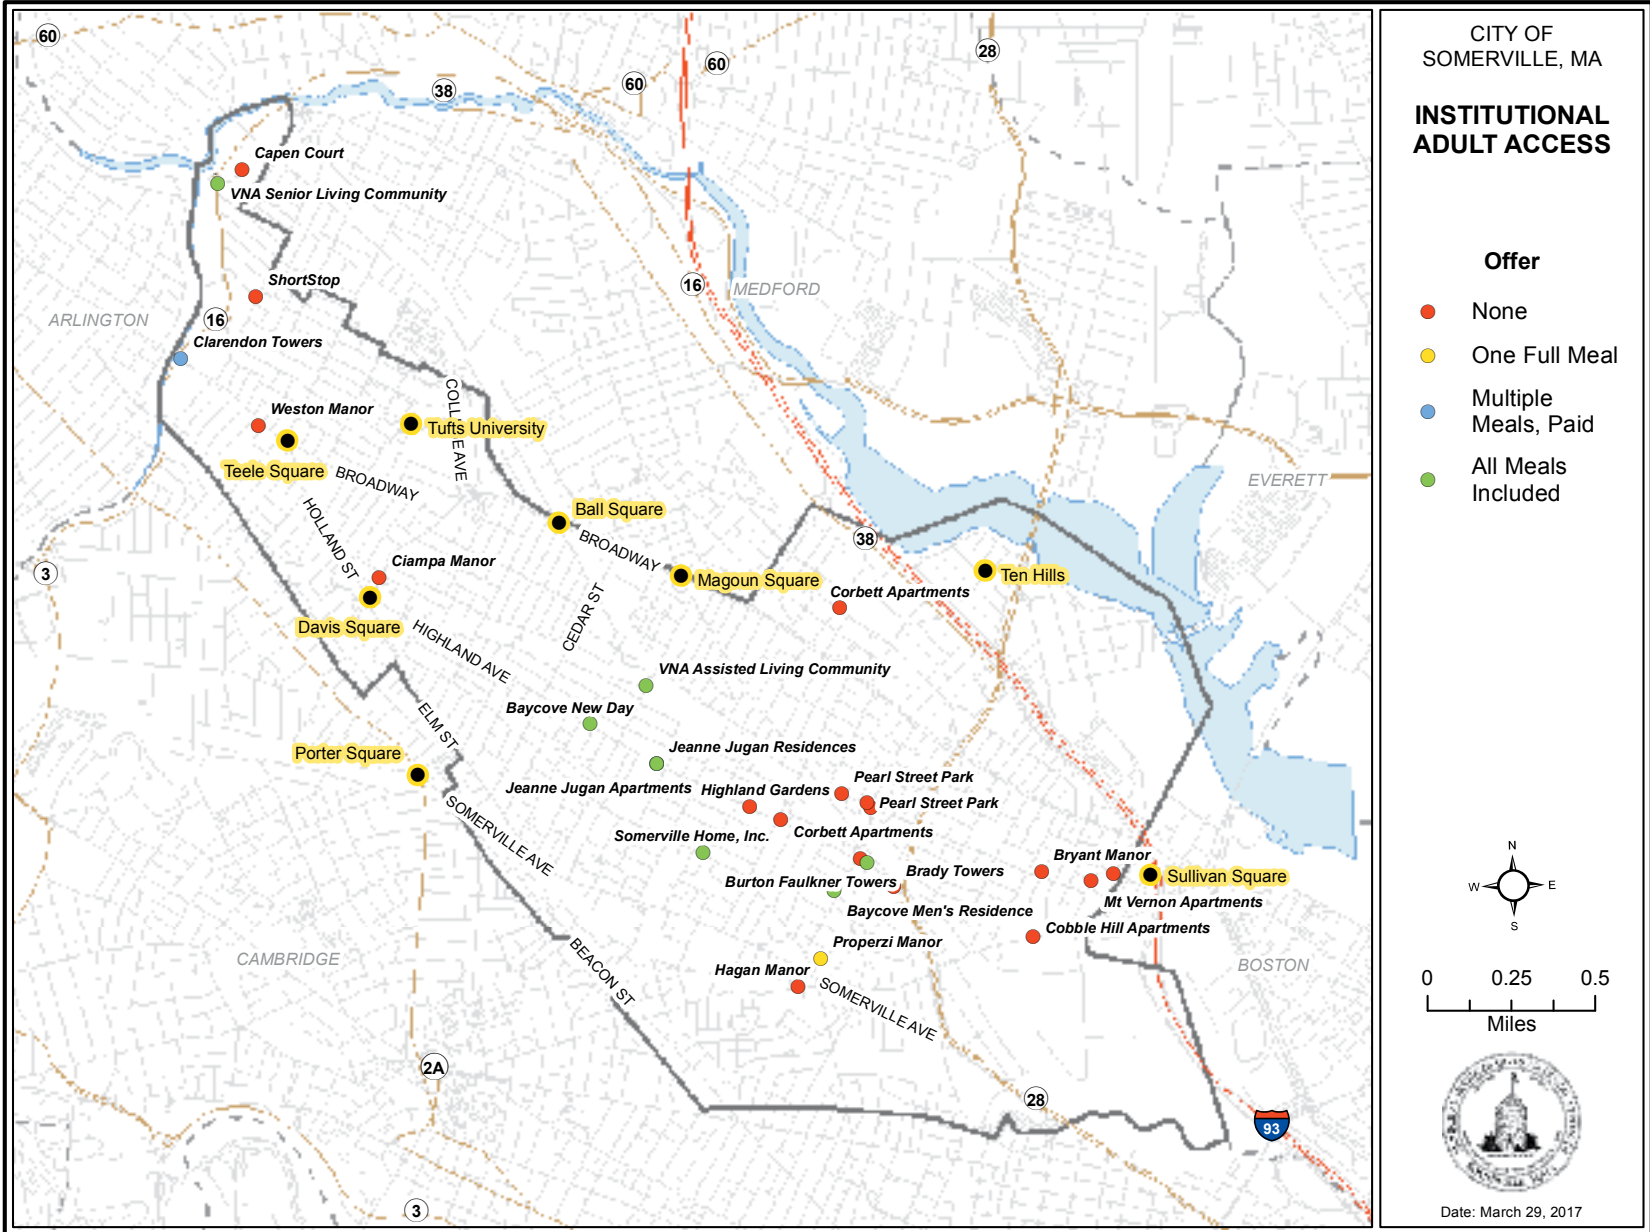 60
38
60
60
28
Capen Court
VNA Senior Living Community
ShortStop
16
MEDFORD
ARLINGTON
16
Clarendon Towers
Weston Manor
Tufts University
Teele Square
BROADWAY
EVERETT
Ball Square
HOLLAND ST
BROADWAY
38
Ciampa Manor
3
Magoun Square
Ten Hills
Corbett Apartments
CEDAR ST
Davis Square
HIGHLAND AVE
VNA Assisted Living Community
Baycove New Day
ELM ST
Porter Square
Jeanne Jugan Residences
Jeanne Jugan Apartments
Highland Gardens
Pearl Street Park
Pearl Street Park
SOMERVILLE AVE
Somerville Home, Inc.
Corbett Apartments
Bryant Manor
Brady Towers
Sullivan Square
Burton Faulkner Towers
Mt Vernon Apartments
Baycove Men's Residence
Cobble Hill Apartments
Properzi Manor
CAMBRIDGE
BEACON ST
Hagan Manor
BOSTON
SOMERVILLE AVE
2A
28
93
3
CITY OF
SOMERVILLE, MA
INSTITUTIONAL
ADULT ACCESS
Offer
None
One Full Meal
Multiple
Meals, Paid
All Meals
Included
N
W
E
S
0 0.25 0.5
Miles
Date: March 29, 2017